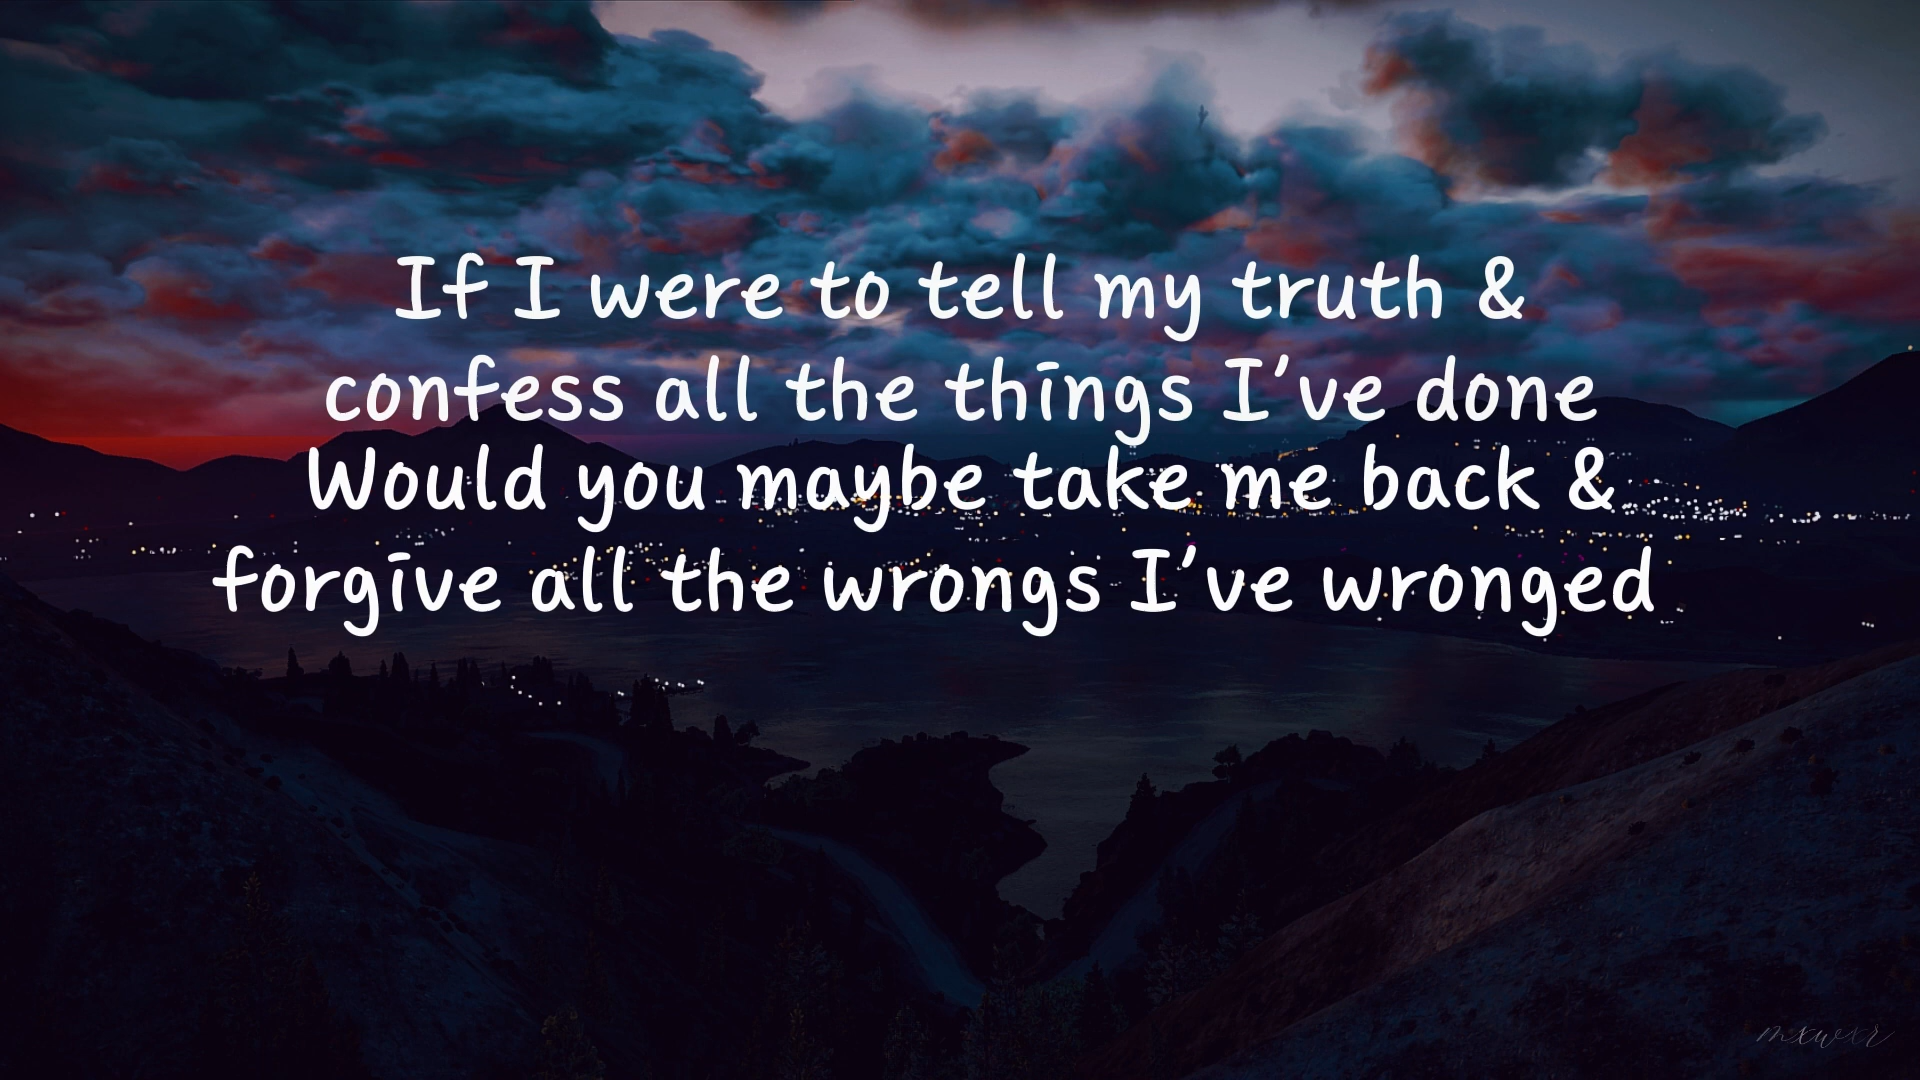 If I were to tell my truth &
confess all the things I've done
Would you maybe take me back &
forgive all the wrongs I've wronged